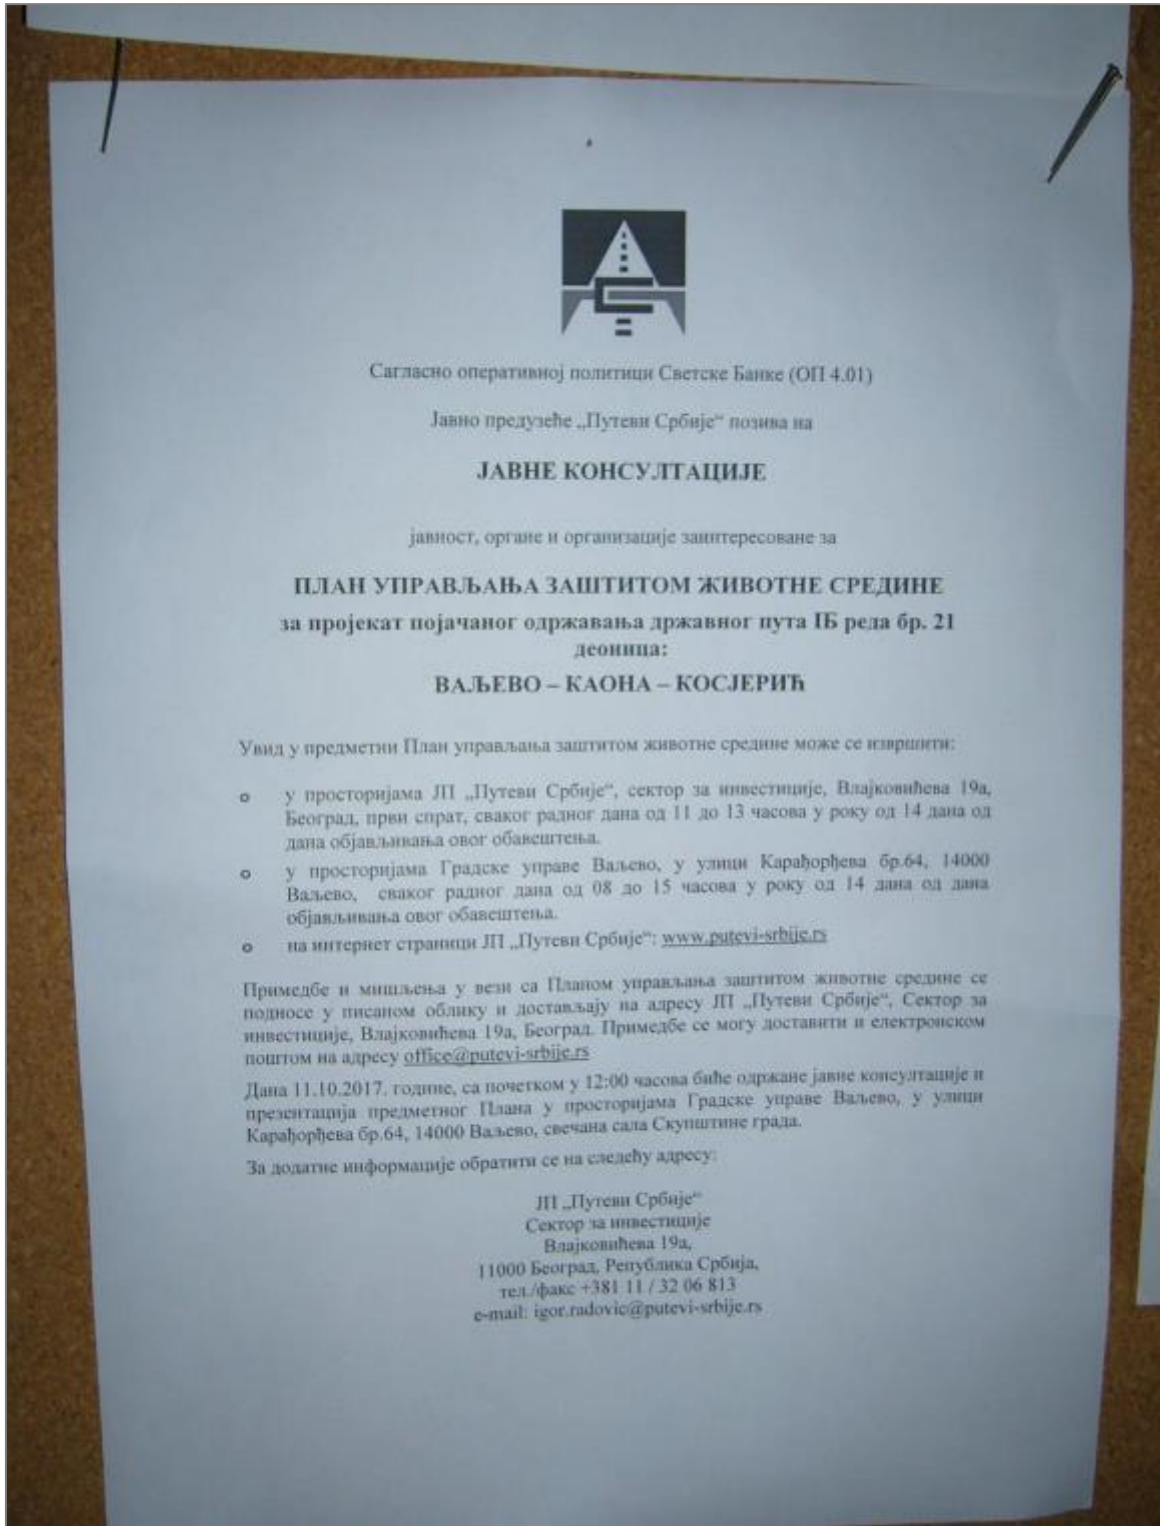 Сагласно оперативној политици Светске Банке (ОП 4.01)
Јавно предузеће „Путеви Србије“ позива на
ЈАВНЕ КОНСУЛТАЦИЈЕ
јавност, органе и организације заинтересоване за
ПЛАН УПРАВЉАЊА ЗАШТИТОМ ЖИВОТНЕ СРЕДИНЕ
за пројекат појачаног одржавања државног пута IБ реда бр. 21
деоница:
ВАЉЕВО – КАОНА – КОСЈЕРИЋ
Увид у предметни План управљања заштитом животне средине може се извршити:
o у просторијама ЈП „Путеви Србије“, сектор за инвестиције, Влајковићева 19а,
Београд, први спрат, сваког радног дана од 11 до 13 часова у року од 14 дана од
дана објављивања овог обавештења.
o у просторијама Градске управе Ваљево, у улици Карађорђева бр.64, 14000
Ваљево, сваког радног дана од 08 до 15 часова у року од 14 дана од дана
објављивања овог обавештења.
o на интернет страници ЈП „Путеви Србије“: www.putevi-srbije.rs
Примедбе и мишљења у вези са Планом управљања заштитом животне средине се
подносе у писаном облику и достављају на адресу ЈП „Путеви Србије“, Сектор за
инвестиције, Влајковићева 19а, Београд. Примедбе се могу доставити и електронском
поштом на адресу office@putevi-srbije.rs
Дана 11.10.2017. године, са почетком у 12:00 часова биће одржане јавне консултације и
презентација предметног Плана у просторијама Градске управе Ваљево, у улици
Карађорђева бр.64, 14000 Ваљево, свечана сала Скупштине града.
За додатне информације обратити се на следећу адресу:
ЈП „Путеви Србије“
Сектор за инвестиције
Влајковићева 19а,
11000 Београд, Република Србија,
тел./факс +381 11 / 32 06 813
e-mail: igor.radovic@putevi-srbije.rs